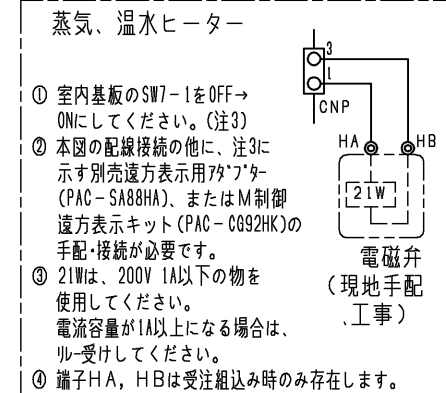 蒸気、温水ヒーター
① 室内基板のSW7-1をOFF→
ONにしてください。(注3)
② 本図の配線接続の他に、注3に
示す別売遠方表示用アダプター
(PAC-SA88HA)、またはM制御
遠方表示キット(PAC-CG92HK)の
手配・接続が必要です。
③ 21Wは、200V 1A以下の物を
使用してください。
電流容量が1A以上になる場合は、
リレー受けしてください。
④ 端子HA,HBは受注組込み時のみ存在します。
3
1
CNP
HA
HB
21W
電磁弁
(現地手配
、工事)